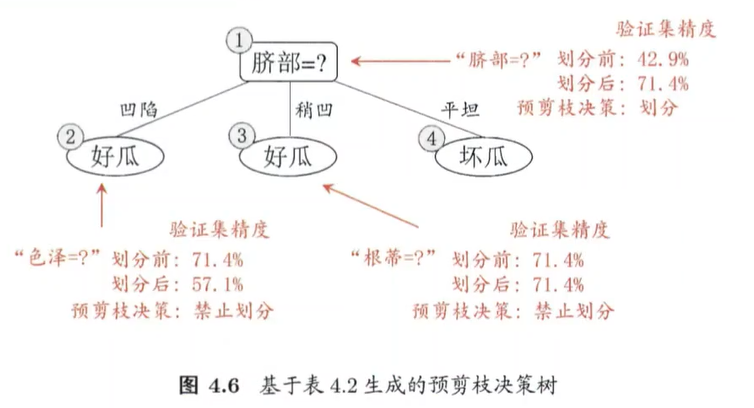 验证集精度
1
脐部=?
“脐部=?” 划分前: 42.9%
划分后: 71.4%
预剪枝决策: 划分
凹陷
稍凹
平坦
2
好瓜
3
好瓜
4
坏瓜
验证集精度
“色泽=?” 划分前: 71.4%
划分后: 57.1%
预剪枝决策: 禁止划分
验证集精度
“根蒂=?” 划分前: 71.4%
划分后: 71.4%
预剪枝决策: 禁止划分
图 4.6 基于表4.2生成的预剪枝决策树